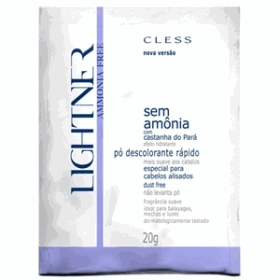 LIGHTNER
AMMONIA FREE
CLESS
nova versão
sem
amônia
com
castanha do Pará
efeito hidratante
pó descolorante rápido
mais suave aos cabelos
especial para
cabelos alisados
dust free
não levanta pó
fragrância suave
ideal para balayages,
mechas e luzes
dermatologicamente testado
20g